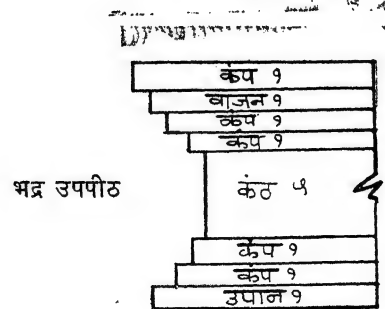 कंप १
वाजन १
कंप १
कंप १
भद्र उपपीठ
कंठ ५
कंप १
कंप १
उपान १